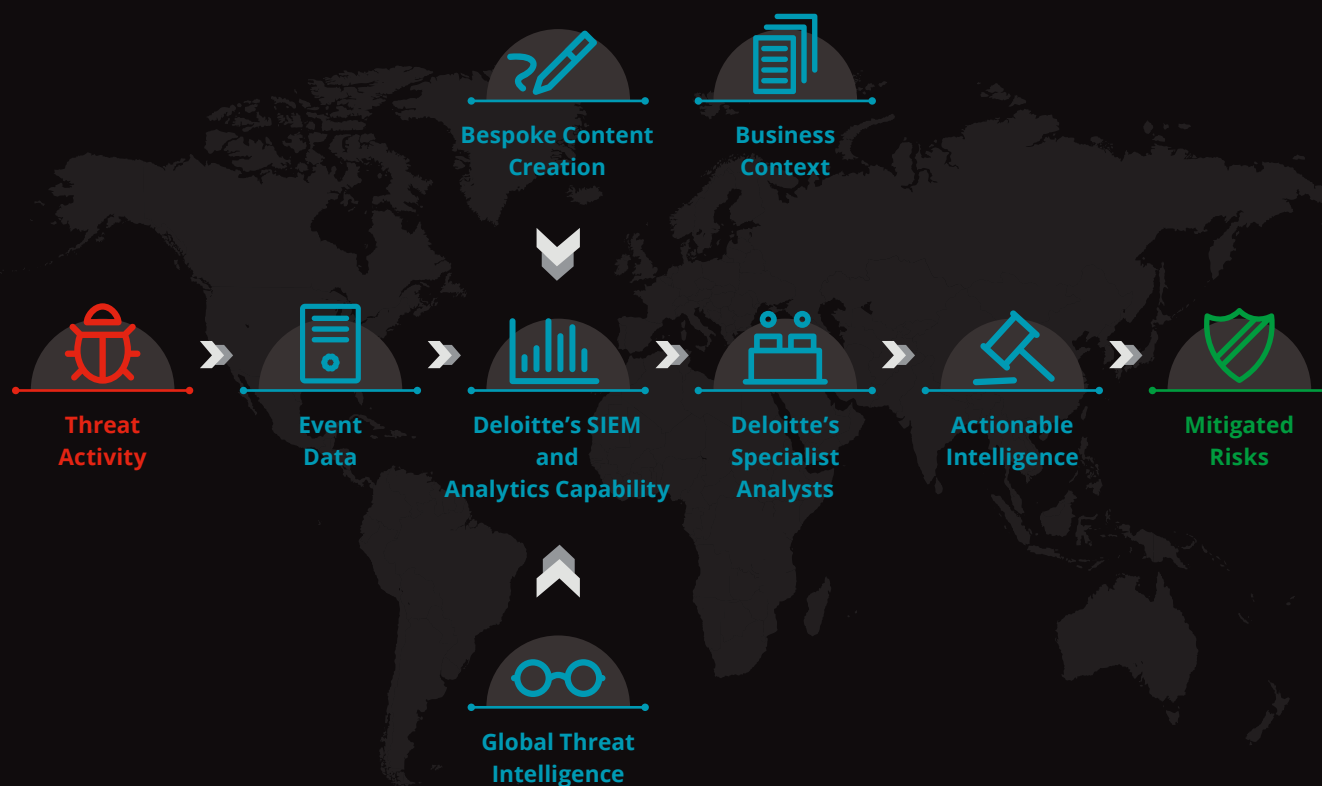 Bespoke Content
Creation
Business
Context
Threat
Activity
Event
Data
Deloitte’s SIEM
and
Analytics Capability
Deloitte’s
Specialist
Analysts
Actionable
Intelligence
Mitigated
Risks
Global Threat
Intelligence